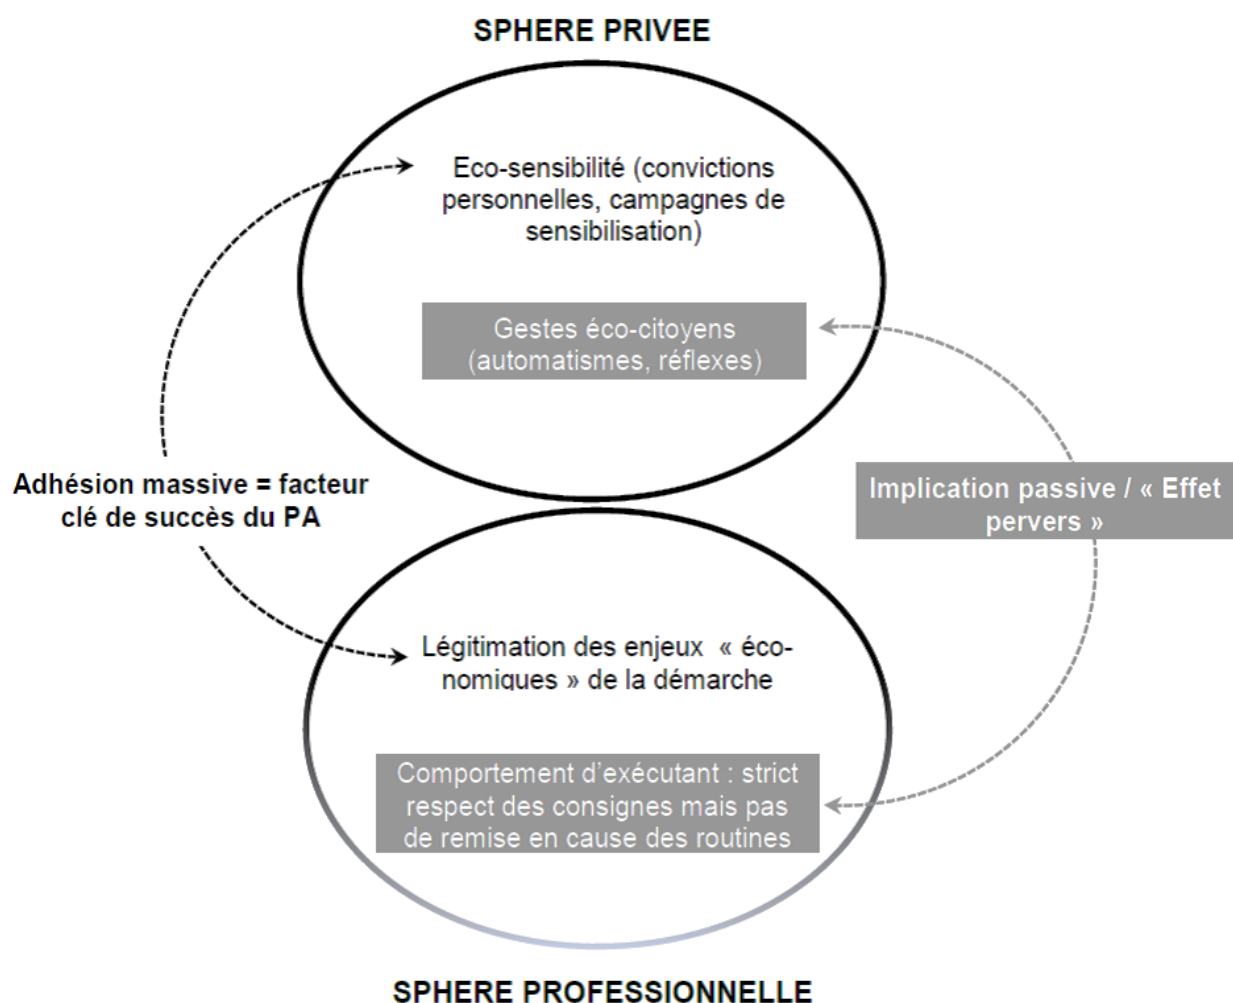 SPHERE PRIVEE
Eco-sensibilité (convictions
personnelles, campagnes de
sensibilisation)
Gestes éco-citoyens
(automatismes, réflexes)
Adhésion massive = facteur
clé de succès du PA
Implication passive / « Effet
pervers »
Légitimation des enjeux « éco-
nomiques » de la démarche
Comportement d'exécutant : strict
respect des consignes mais pas
de remise en cause des routines
SPHERE PROFESSIONNELLE